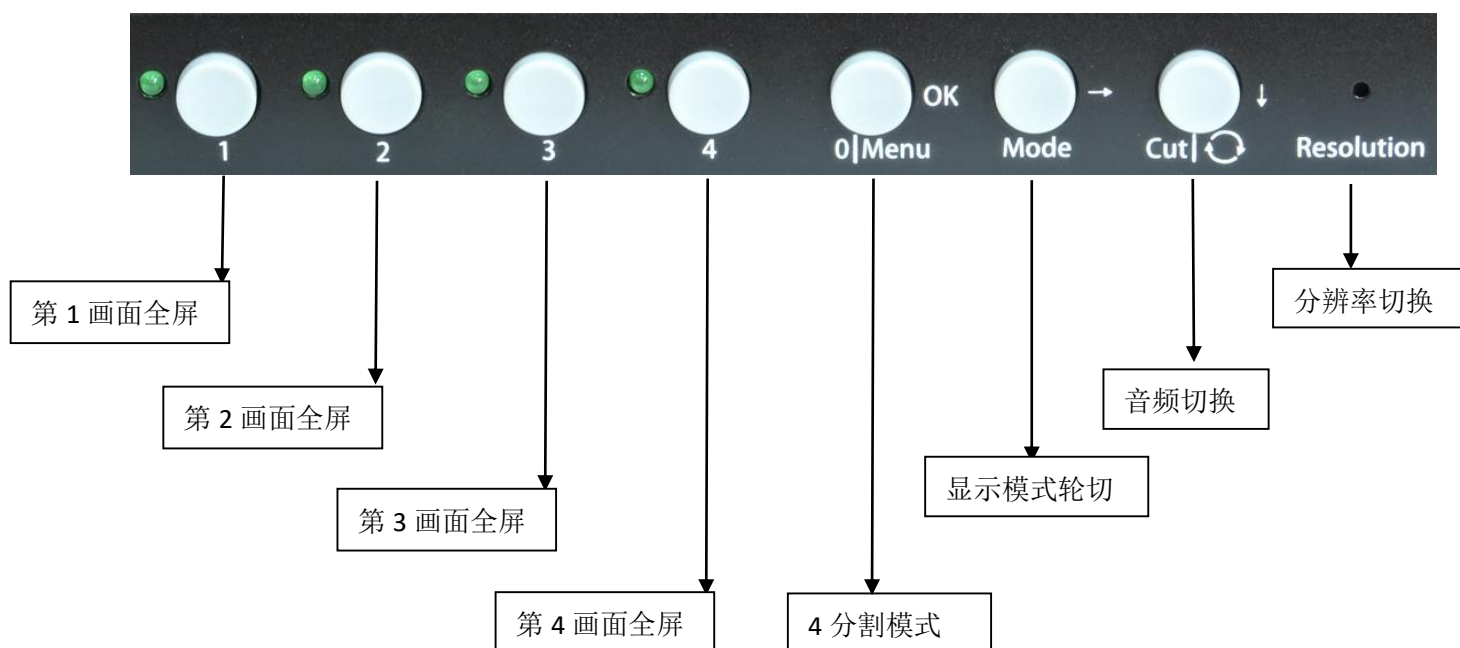 OK → ↓
1 2 3 4 0|Menu Mode Cut| Resolution
第 1 画面全屏
分辨率切换
第 2 画面全屏
音频切换
第 3 画面全屏
显示模式轮切
第 4 画面全屏
4 分割模式